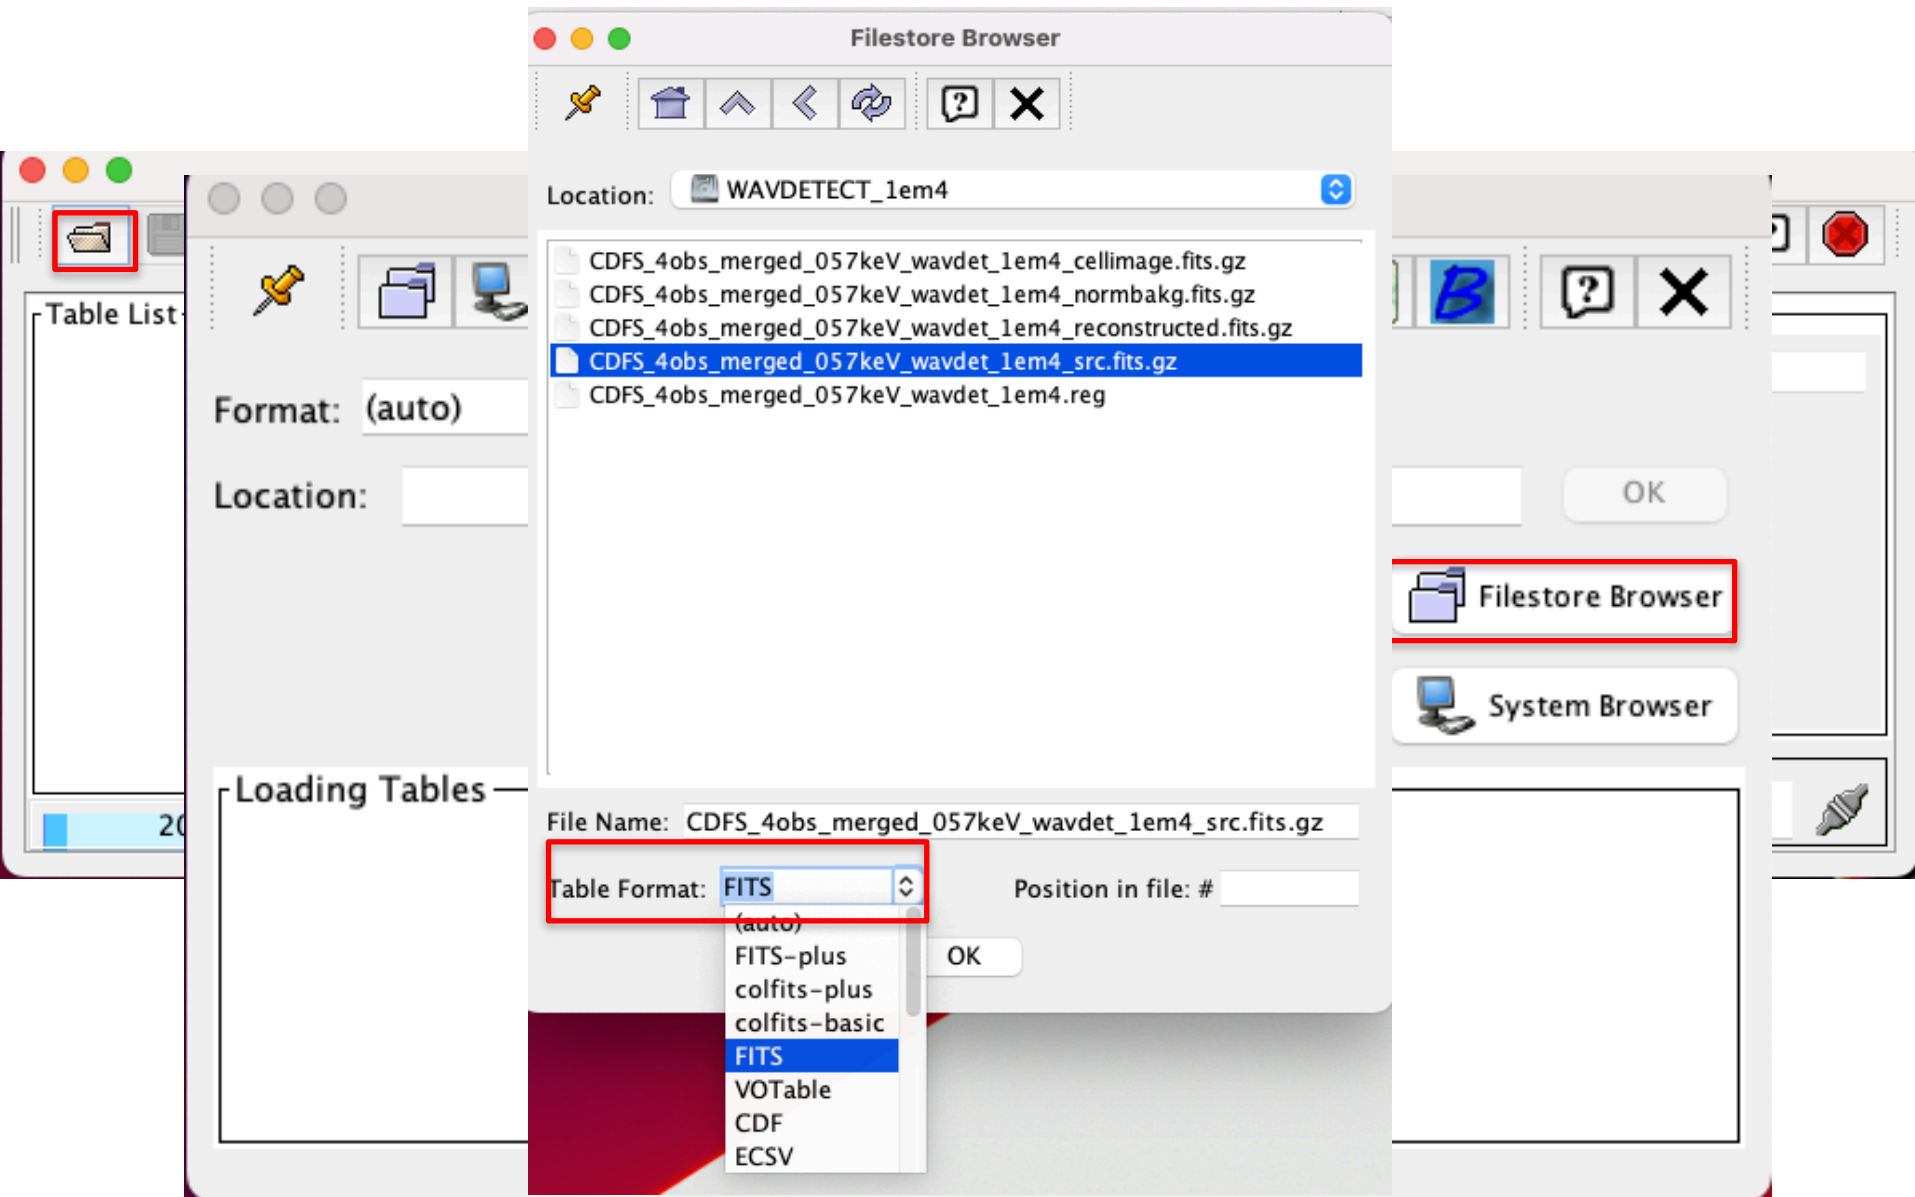 Filestore Browser
Location: WAVDETECT_1em4
CDFS_4obs_merged_057keV_wavdet_1em4_cellimage.fits.gz
CDFS_4obs_merged_057keV_wavdet_1em4_normbakg.fits.gz
CDFS_4obs_merged_057keV_wavdet_1em4_reconstructed.fits.gz
CDFS_4obs_merged_057keV_wavdet_1em4_src.fits.gz
CDFS_4obs_merged_057keV_wavdet_1em4.reg
File Name: CDFS_4obs_merged_057keV_wavdet_1em4_src.fits.gz
Table Format: FITS
Position in file: #
(auto)
FITS-plus
colfits-plus
colfits-basic
FITS
VOTable
CDF
ECSV
OK
Table List
20
Format: (auto)
Location:
OK
Filestore Browser
System Browser
Loading Tables